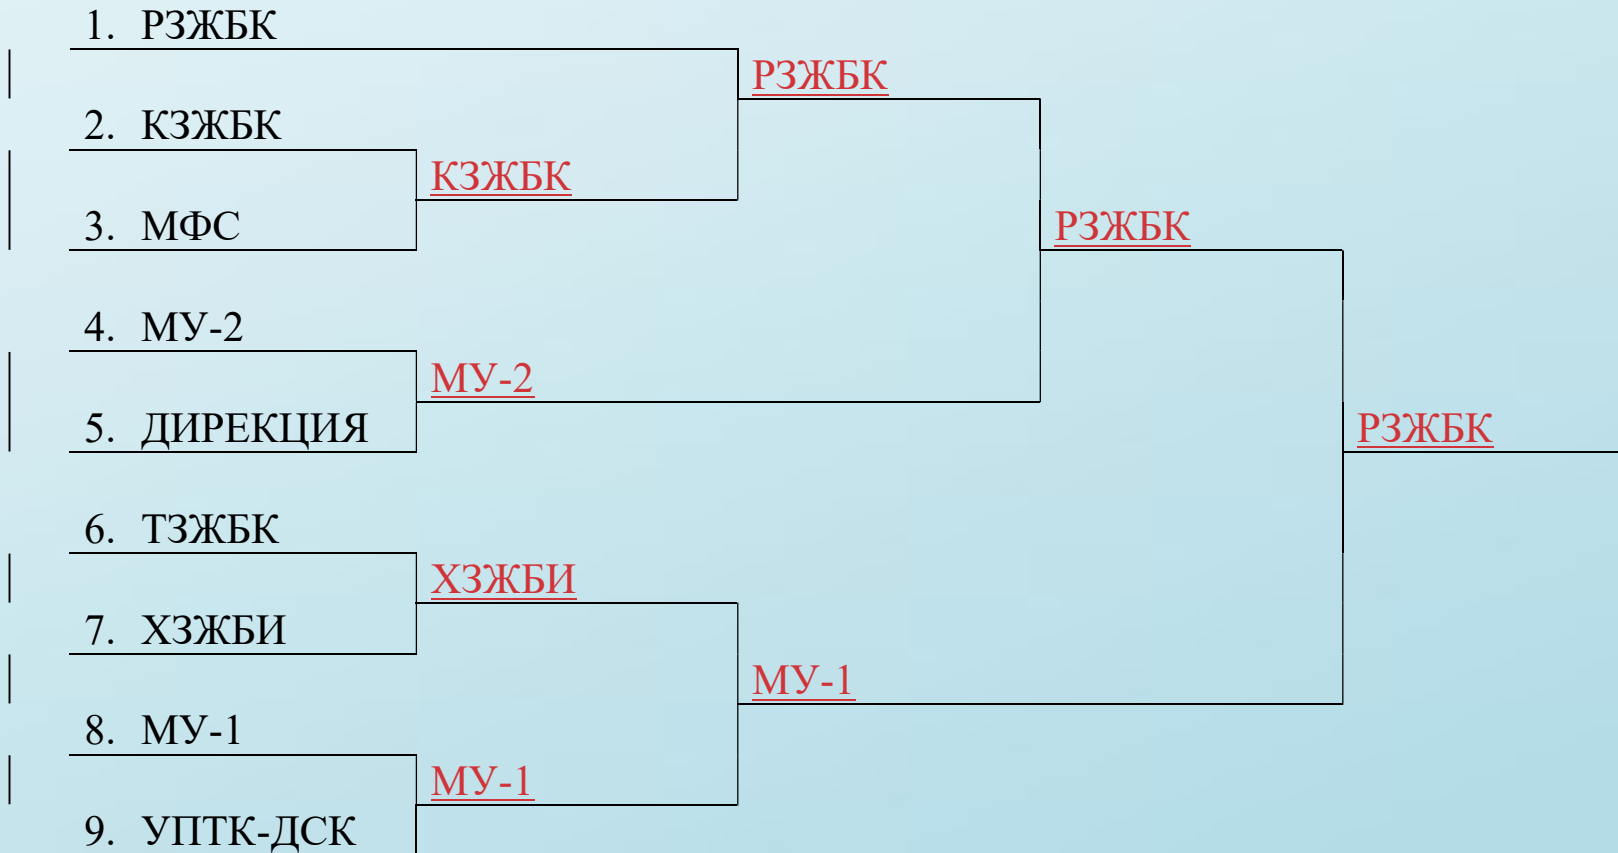 1. РЗЖБК
РЗЖБК
2. КЗЖБК
КЗЖБК
3. МФС
РЗЖБК
4. МУ-2
МУ-2
5. ДИРЕКЦИЯ
РЗЖБК
6. ТЗЖБК
ХЗЖБИ
7. ХЗЖБИ
МУ-1
8. МУ-1
МУ-1
9. УПТК-ДСК